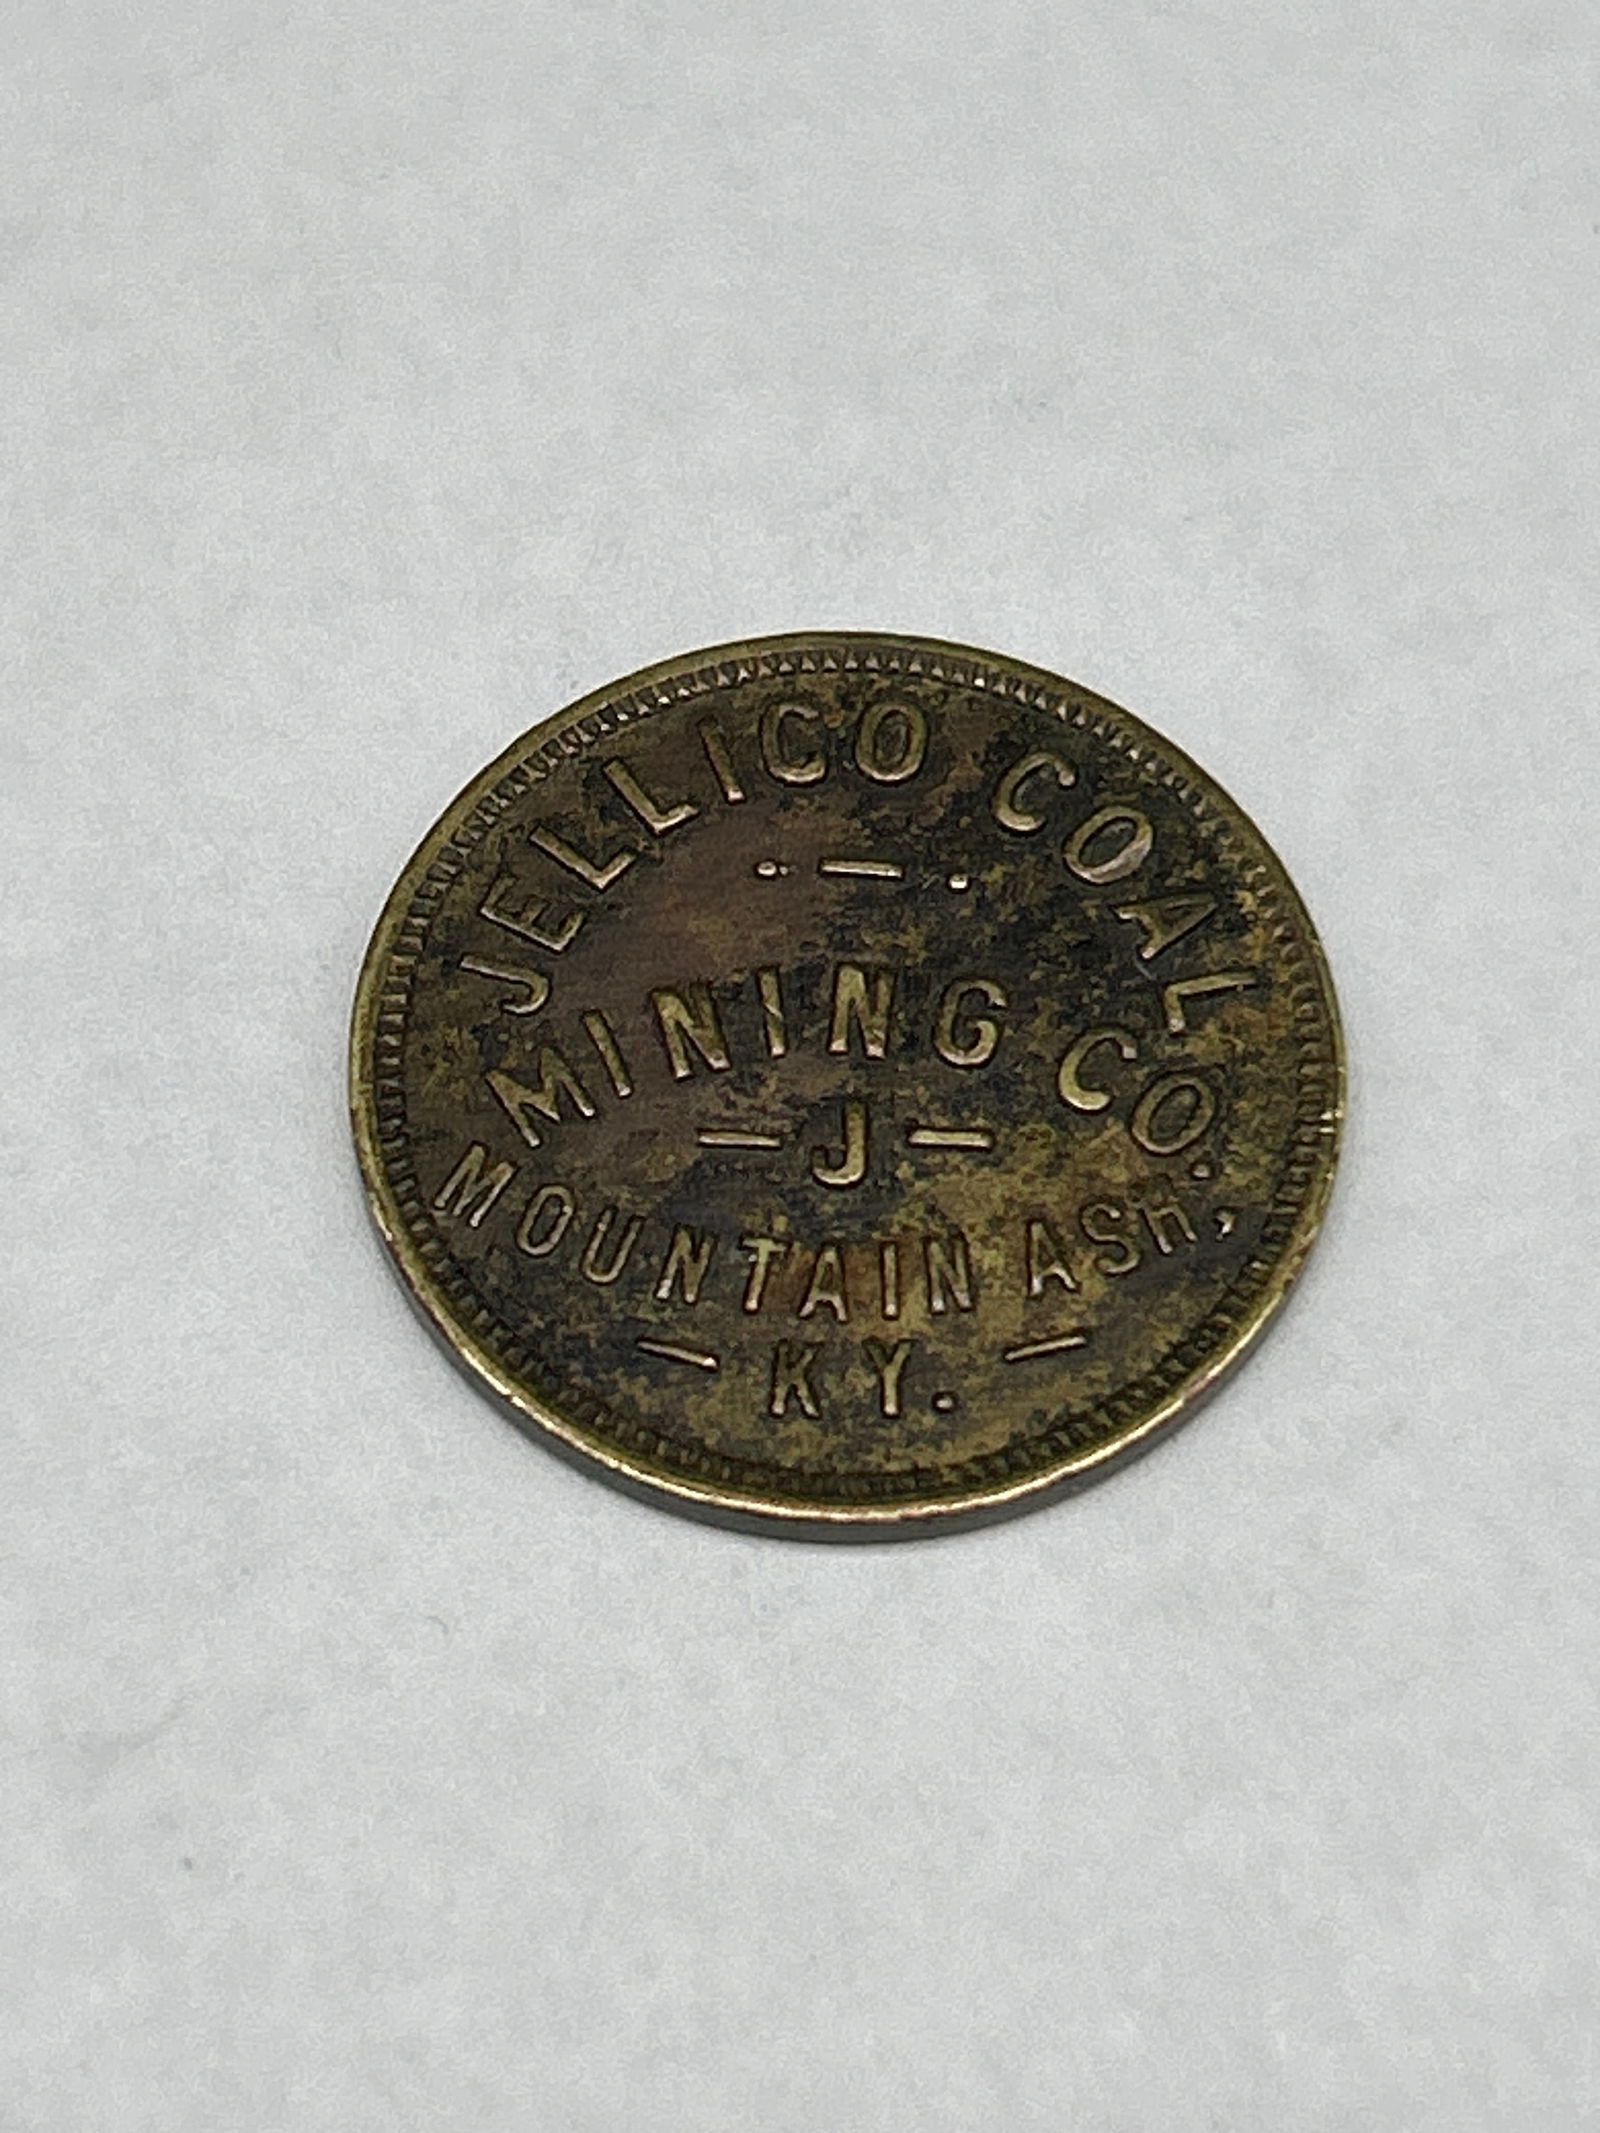 JELLICO COAL
MINING CO.
J
MOUNTAIN ASH,
KY.